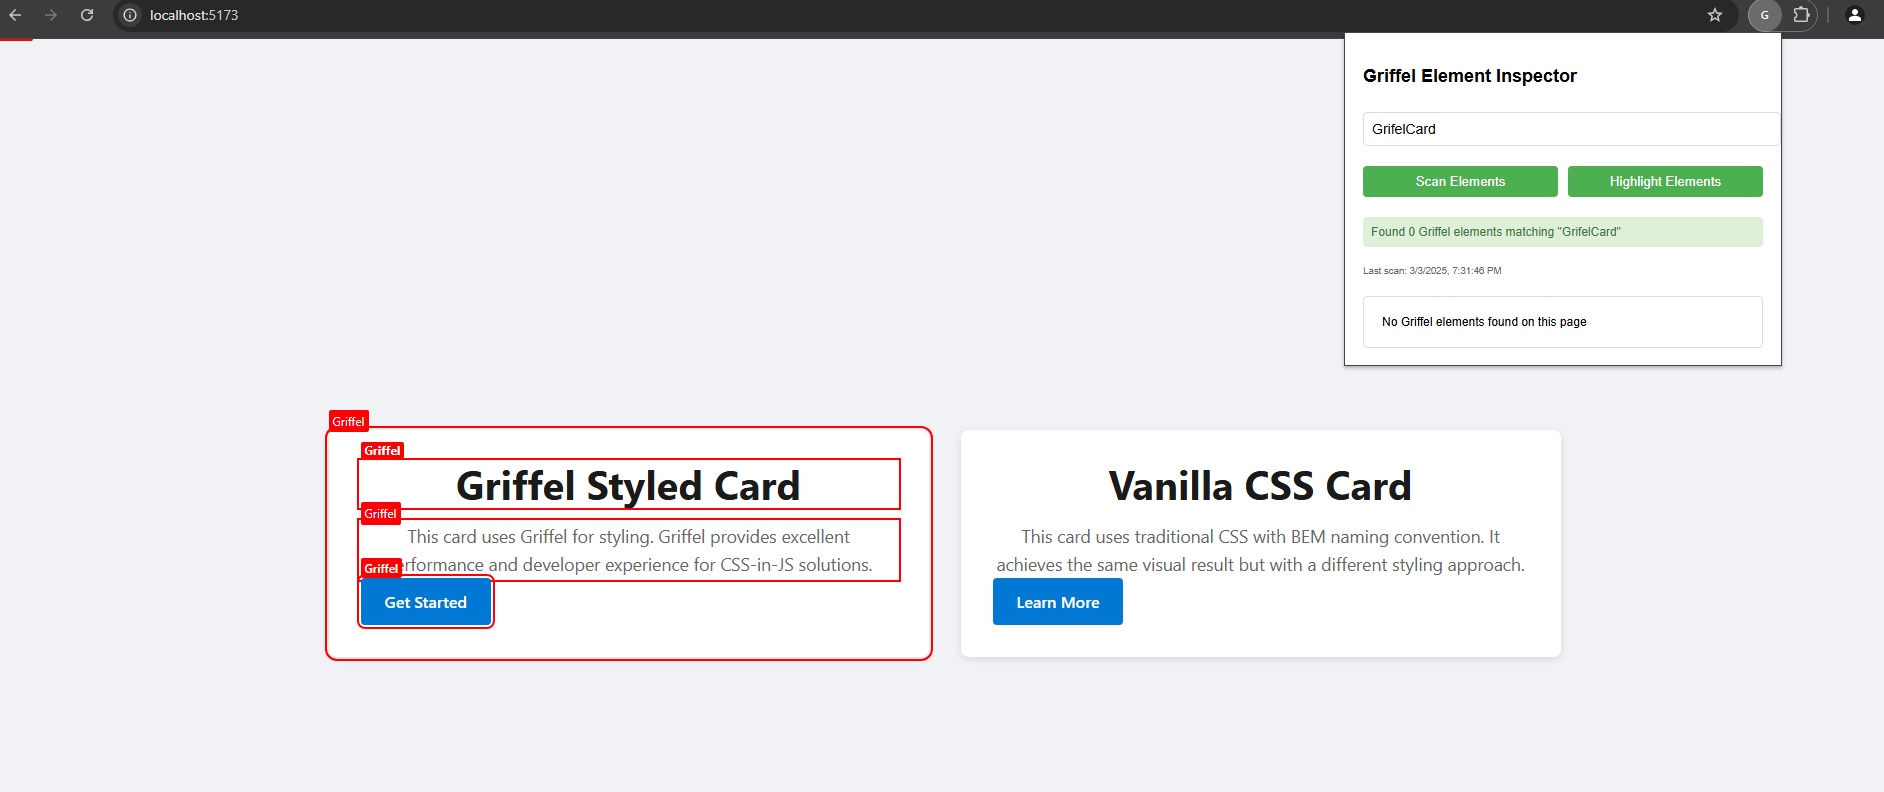 localhost:5173
G
Griffel Element Inspector
GrifelCard
Scan Elements
Highlight Elements
Found 0 Griffel elements matching "GrifelCard"
Last scan: 3/3/2025, 7:31:46 PM
No Griffel elements found on this page
Griffel
Griffel
Griffel Styled Card
Griffel
This card uses Griffel for styling. Griffel provides excellent
erformance and developer experience for CSS-in-JS solutions.
Griffel
Get Started
Vanilla CSS Card
This card uses traditional CSS with BEM naming convention. It
achieves the same visual result but with a different styling approach.
Learn More